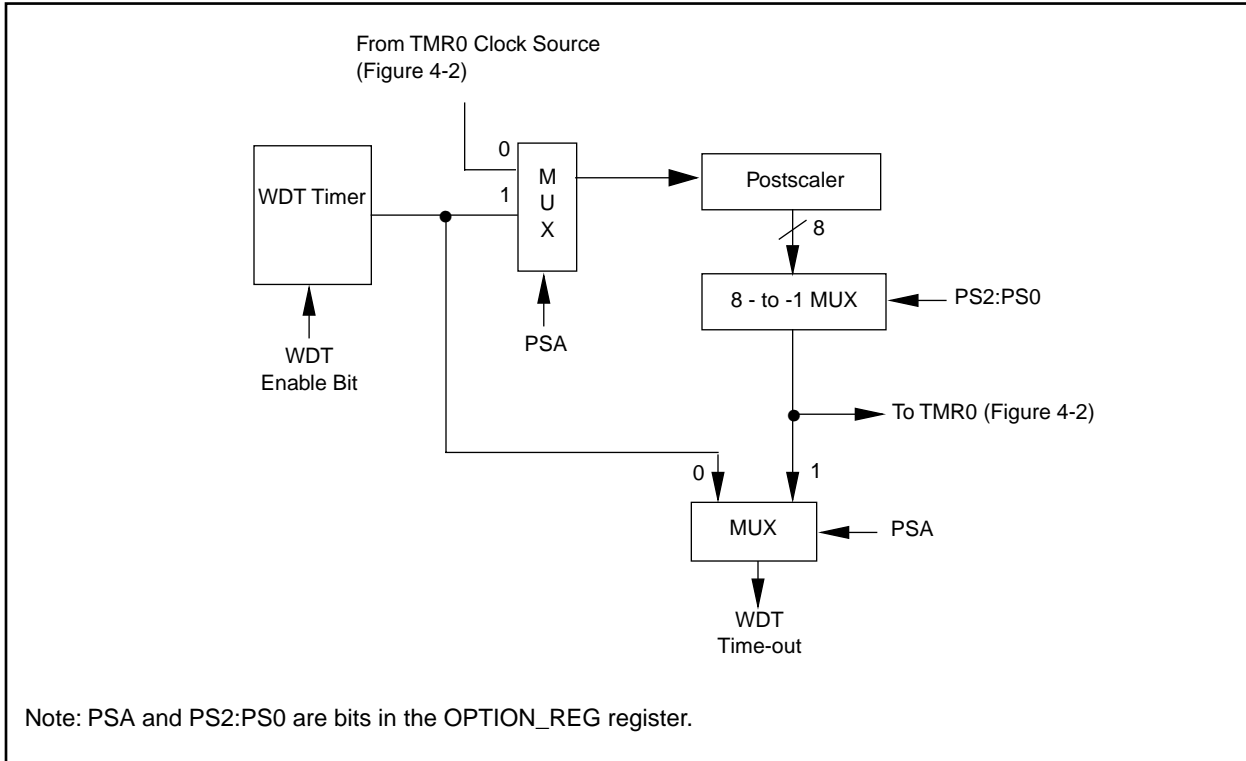 From TMR0 Clock Source
(Figure 4-2)
0
1
M
U
X
WDT Timer
Postscaler
8
8 - to -1 MUX
PS2:PS0
PSA
WDT
Enable Bit
To TMR0 (Figure 4-2)
0
1
MUX
PSA
WDT
Time-out
Note: PSA and PS2:PS0 are bits in the OPTION_REG register.